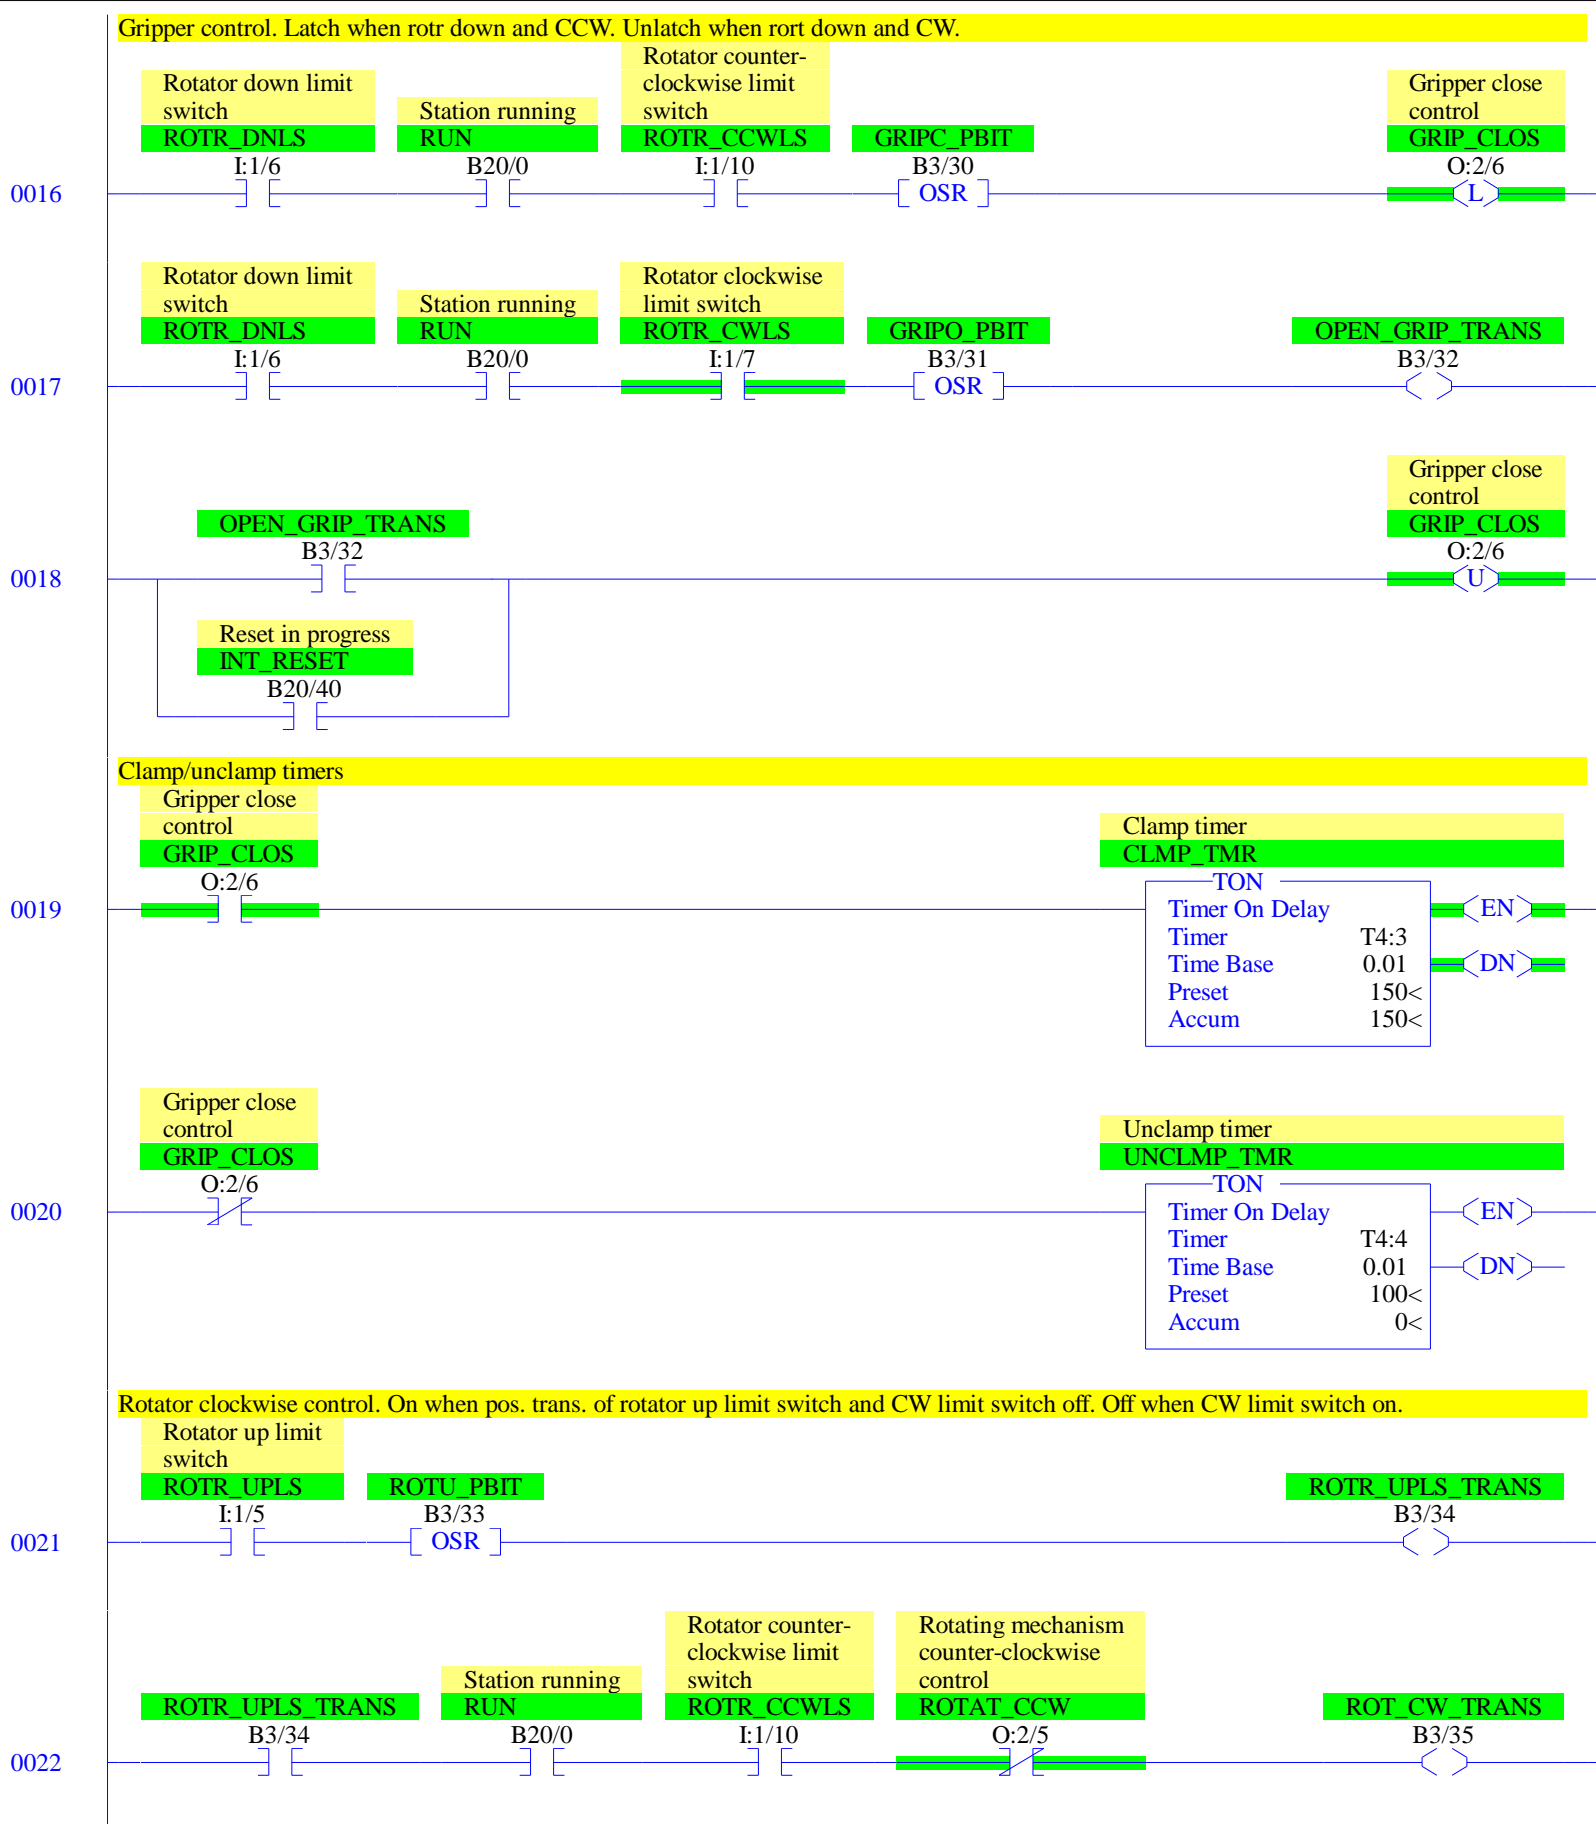 Gripper control. Latch when rotr down and CCW. Unlatch when rort down and CW.
Rotator down limit
switch
ROTR_DNLS
I:1/6
Station running
RUN
B20/0
Rotator counter-
clockwise limit
switch
ROTR_CCWLS
I:1/10
GRIPC_PBIT
B3/30
OSR
Gripper close
control
GRIP_CLOS
O:2/6
L
0016
Rotator down limit
switch
ROTR_DNLS
I:1/6
Station running
RUN
B20/0
Rotator clockwise
limit switch
ROTR_CWLS
I:1/7
GRIPO_PBIT
B3/31
OSR
OPEN_GRIP_TRANS
B3/32
0017
OPEN_GRIP_TRANS
B3/32
Gripper close
control
GRIP_CLOS
O:2/6
U
0018
Reset in progress
INT_RESET
B20/40
Clamp/unclamp timers
Gripper close
control
GRIP_CLOS
O:2/6
0019
Clamp timer
CLMP_TMR
TON
Timer On Delay
Timer T4:3
Time Base 0.01
Preset 150<
Accum 150<
EN
DN
Gripper close
control
GRIP_CLOS
O:2/6
0020
Unclamp timer
UNCLMP_TMR
TON
Timer On Delay
Timer T4:4
Time Base 0.01
Preset 100<
Accum 0<
EN
DN
Rotator clockwise control. On when pos. trans. of rotator up limit switch and CW limit switch off. Off when CW limit switch on.
Rotator up limit
switch
ROTR_UPLS
I:1/5
ROTU_PBIT
B3/33
OSR
ROTR_UPLS_TRANS
B3/34
0021
ROTR_UPLS_TRANS
B3/34
Station running
RUN
B20/0
Rotator counter-
clockwise limit
switch
ROTR_CCWLS
I:1/10
Rotating mechanism
counter-clockwise
control
ROTAT_CCW
O:2/5
ROT_CW_TRANS
B3/35
0022